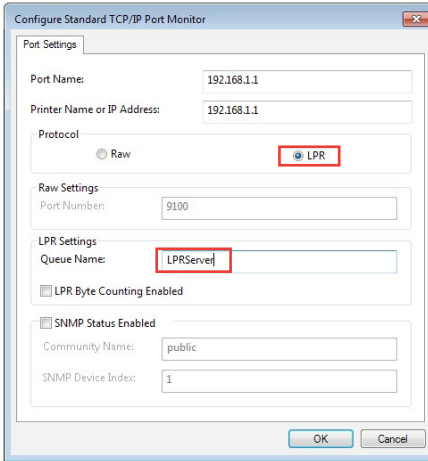 Configure Standard TCP/IP Port Monitor
Port Settings
Port Name: 192.168.1.1
Printer Name or IP Address: 192.168.1.1
Protocol
Raw LPR
Raw Settings
Port Number: 9100
LPR Settings
Queue Name: LPRServer
LPR Byte Counting Enabled
SNMP Status Enabled
Community Name: public
SNMP Device Index: 1
OK Cancel